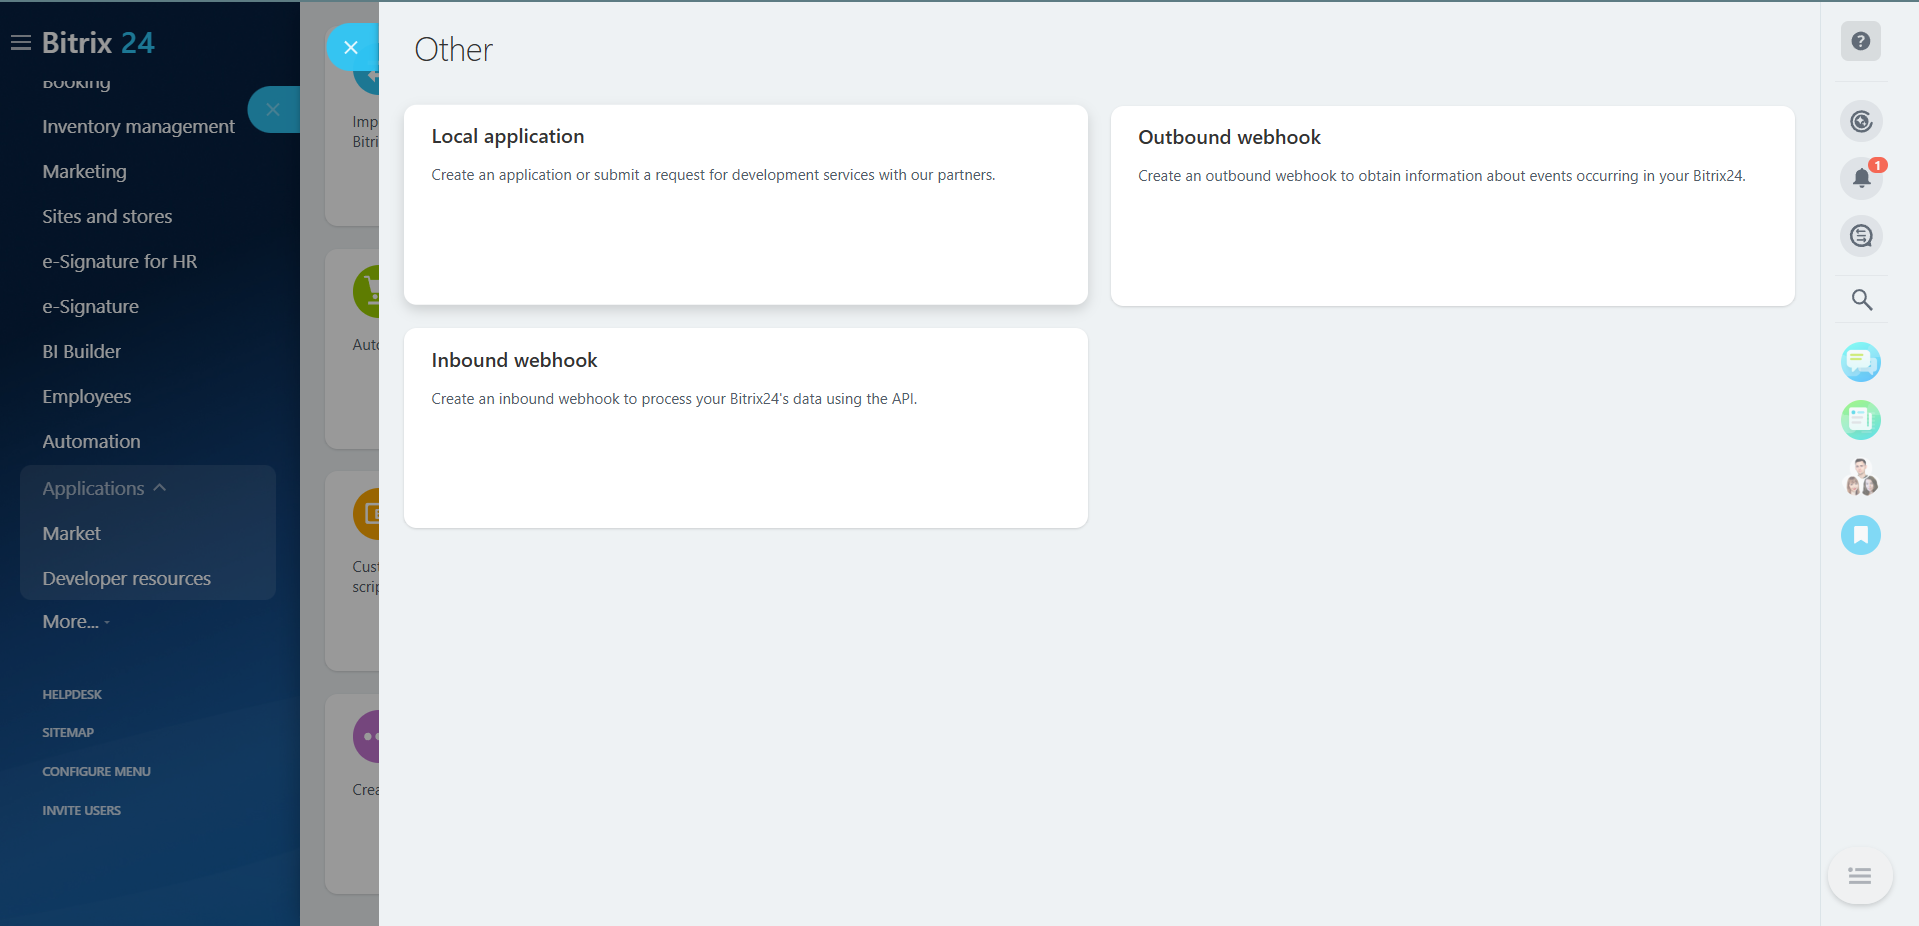 Bitrix 24
Booking
Inventory management
Marketing
Sites and stores
e-Signature for HR
e-Signature
BI Builder
Employees
Automation
Applications
Market
Developer resources
More...
HELPDESK
SITEMAP
CONFIGURE MENU
INVITE USERS
Imp
Bitri
Auto
Cust
scrip
Crea
Other
Local application
Create an application or submit a request for development services with our partners.
Outbound webhook
Create an outbound webhook to obtain information about events occurring in your Bitrix24.
Inbound webhook
Create an inbound webhook to process your Bitrix24's data using the API.
?
1